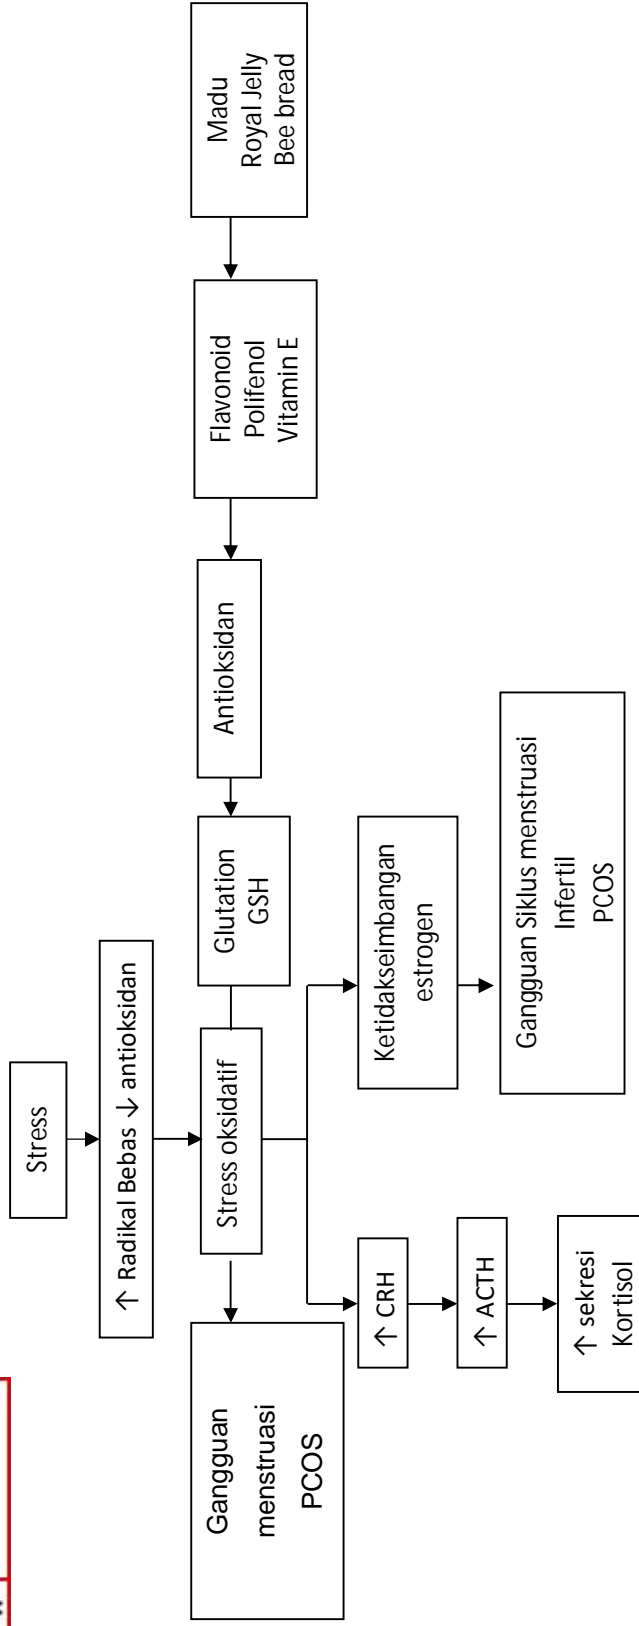 Stress
↑ Radikal Bebas ↓ antioksidan
Gangguan
menstruasi
PCOS
Stress oksidatif
Glutation
GSH
Antioksidan
Flavonoid
Polifenol
Vitamin E
Madu
Royal Jelly
Bee bread
↑ CRH
Ketidakseimbangan
estrogen
↑ ACTH
Gangguan Siklus menstruasi
Infertil
PCOS
↑ sekresi
Kortisol